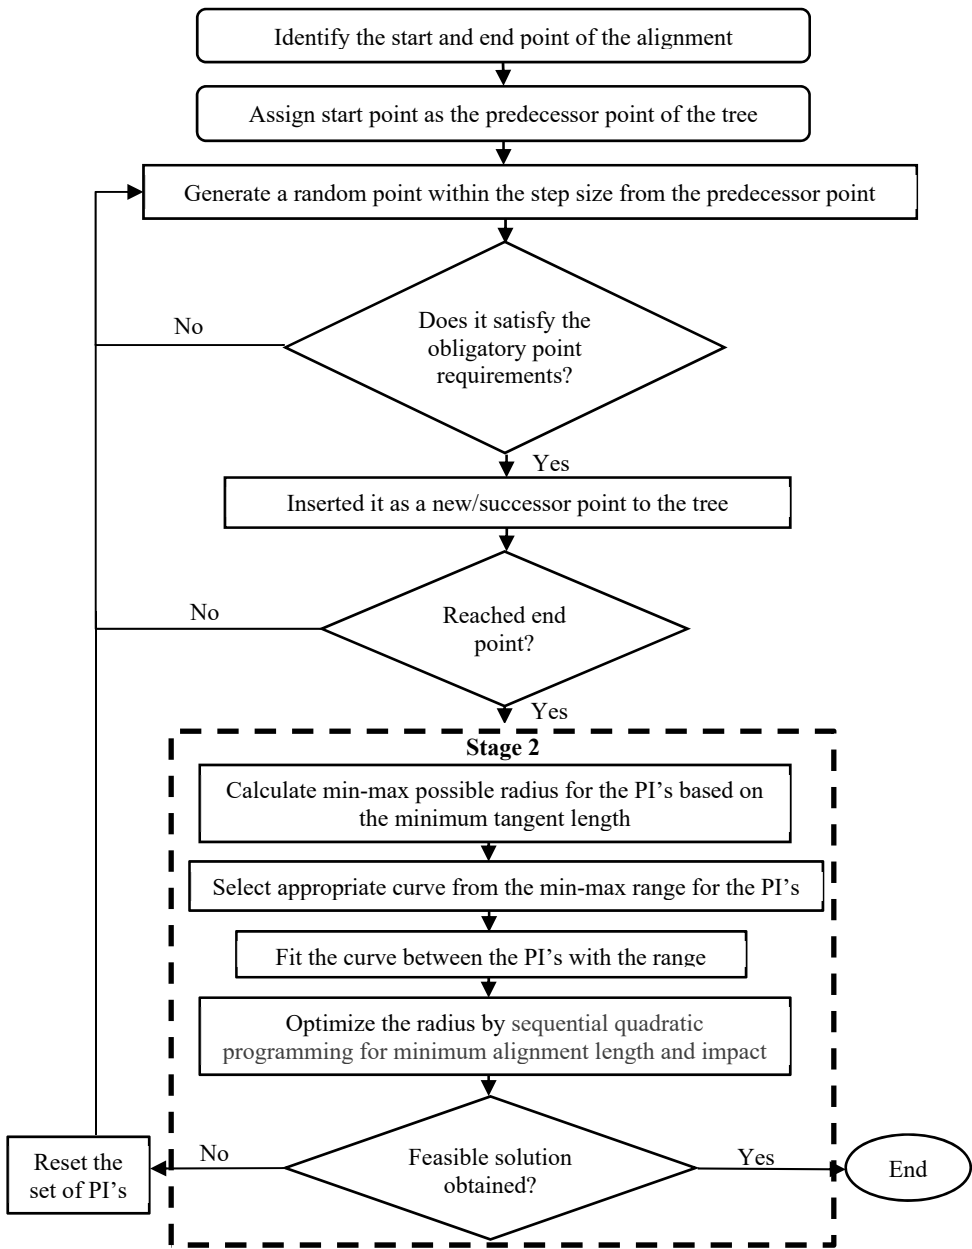 Identify the start and end point of the alignment
Assign start point as the predecessor point of the tree
Generate a random point within the step size from the predecessor point
No
Does it satisfy the
obligatory point
requirements?
Yes
Inserted it as a new/successor point to the tree
No
Reached end
point?
Yes
Stage 2
Calculate min-max possible radius for the PI’s based on
the minimum tangent length
Select appropriate curve from the min-max range for the PI’s
Fit the curve between the PI’s with the range
Optimize the radius by sequential quadratic
programming for minimum alignment length and impact
Reset the
set of PI’s
No
Feasible solution
obtained?
Yes
End